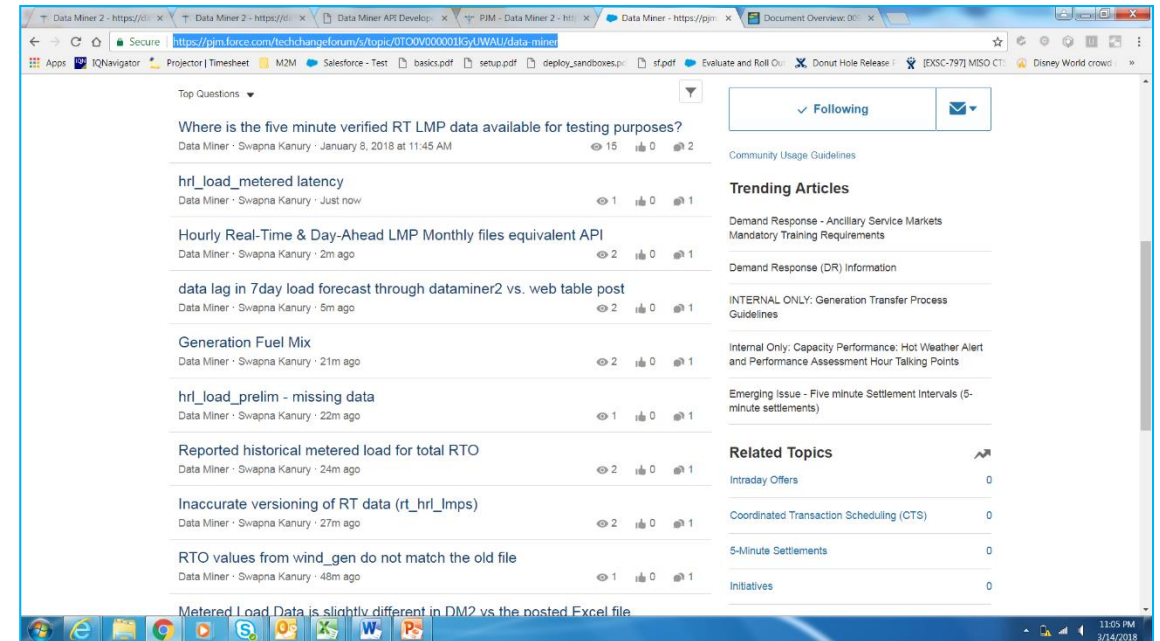 Data Miner 2 - https://d
Data Miner 2 - https://d
Data Miner API Develop
PJM - Data Miner 2 - htt
Data Miner - https://pjm
Document Overview: 00
Secure https://pjm.force.com/techchangeforum/s/topic/0TO0V000001lGyUWAU/data-miner
Apps IQNavigator Projector | Timesheet M2M Salesforce - Test basics.pdf setup.pdf deploy_sandboxes.p sf.pdf Evaluate and Roll Ou Donut Hole Release [EXSC-797] MISO CT Disney World crowd »
Top Questions
Where is the five minute verified RT LMP data available for testing purposes?
Data Miner · Swapna Kanury · January 8, 2018 at 11:45 AM 15 0 2
hrl_load_metered latency
Data Miner · Swapna Kanury · Just now 1 0 1
Hourly Real-Time & Day-Ahead LMP Monthly files equivalent API
Data Miner · Swapna Kanury · 2m ago 2 0 1
data lag in 7day load forecast through dataminer2 vs. web table post
Data Miner · Swapna Kanury · 5m ago 2 0 1
Generation Fuel Mix
Data Miner · Swapna Kanury · 21m ago 2 0 1
hrl_load_prelim - missing data
Data Miner · Swapna Kanury · 22m ago 1 0 1
Reported historical metered load for total RTO
Data Miner · Swapna Kanury · 24m ago 2 0 1
Inaccurate versioning of RT data (rt_hrl_lmps)
Data Miner · Swapna Kanury · 27m ago 2 0 1
RTO values from wind_gen do not match the old file
Data Miner · Swapna Kanury · 48m ago 1 0 1
Metered Load Data is slightly different in DM2 vs the posted Excel file
Following
Community Usage Guidelines
Trending Articles
Demand Response - Ancillary Service Markets
Mandatory Training Requirements
Demand Response (DR) Information
INTERNAL ONLY: Generation Transfer Process
Guidelines
Internal Only: Capacity Performance: Hot Weather Alert
and Performance Assessment Hour Talking Points
Emerging Issue - Five minute Settlement Intervals (5-
minute settlements)
Related Topics
Intraday Offers 0
Coordinated Transaction Scheduling (CTS) 0
5-Minute Settlements 0
Initiatives 0
11:05 PM
3/14/2018